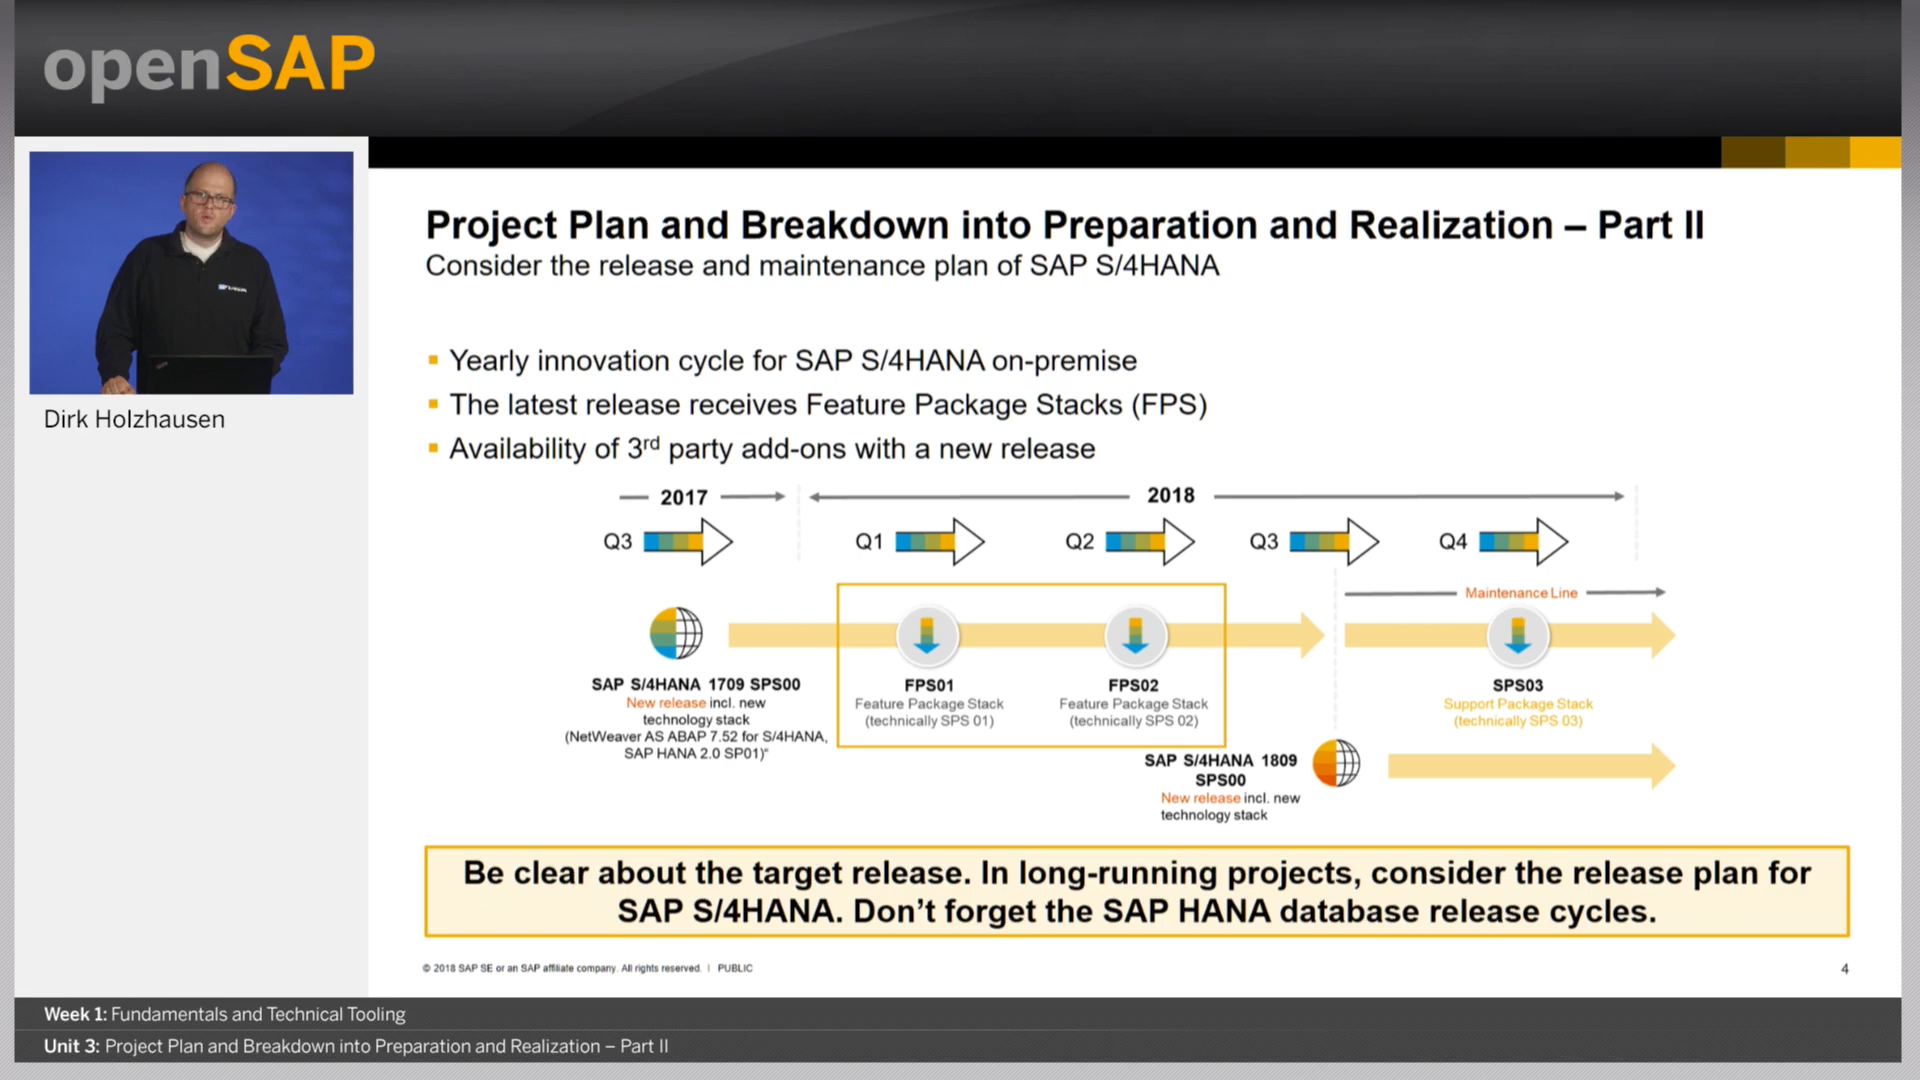 openSAP
Dirk Holzhausen
Project Plan and Breakdown into Preparation and Realization – Part II
Consider the release and maintenance plan of SAP S/4HANA
Yearly innovation cycle for SAP S/4HANA on-premise
The latest release receives Feature Package Stacks (FPS)
Availability of 3rd party add-ons with a new release
2017
2018
Q3
Q1
Q2
Q3
Q4
Maintenance Line
SAP S/4HANA 1709 SPS00
New release incl. new
technology stack
(NetWeaver AS ABAP 7.52 for S/4HANA,
SAP HANA 2.0 SP01)*
FPS01
Feature Package Stack
(technically SPS 01)
FPS02
Feature Package Stack
(technically SPS 02)
SPS03
Support Package Stack
(technically SPS 03)
SAP S/4HANA 1809
SPS00
New release incl. new
technology stack
Be clear about the target release. In long-running projects, consider the release plan for
SAP S/4HANA. Don’t forget the SAP HANA database release cycles.
© 2018 SAP SE or an SAP affiliate company. All rights reserved. | PUBLIC
4
Week 1: Fundamentals and Technical Tooling
Unit 3: Project Plan and Breakdown into Preparation and Realization – Part II